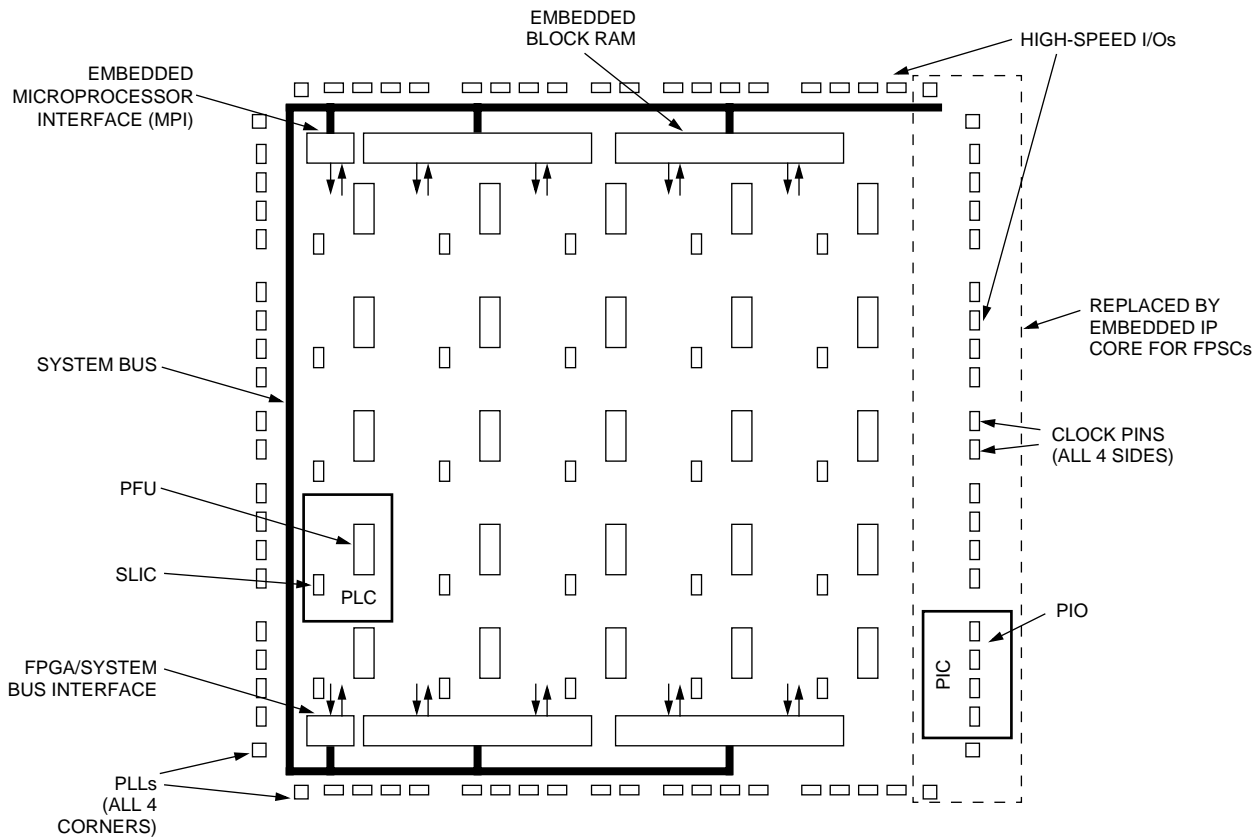 EMBEDDED
BLOCK RAM
HIGH-SPEED I/Os
EMBEDDED
MICROPROCESSOR
INTERFACE (MPI)
REPLACED BY
EMBEDDED IP
CORE FOR FPSCs
SYSTEM BUS
CLOCK PINS
(ALL 4 SIDES)
PFU
SLIC
PLC
PIO
PIC
FPGA/SYSTEM
BUS INTERFACE
PLLs
(ALL 4
CORNERS)